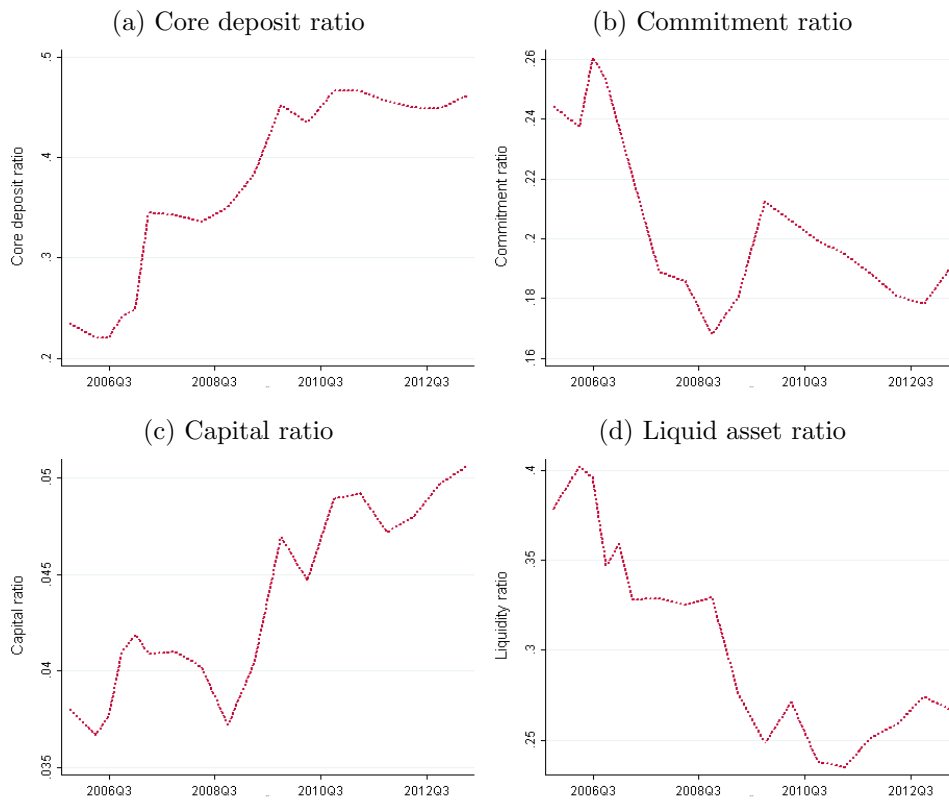 (a) Core deposit ratio
Core deposit ratio
.5
.4
.3
.2
2006Q3 2008Q3 2010Q3 2012Q3
(b) Commitment ratio
Commitment ratio
.26
.24
.22
.2
.18
.16
2006Q3 2008Q3 2010Q3 2012Q3
(c) Capital ratio
Capital ratio
.05
.045
.04
.035
2006Q3 2008Q3 2010Q3 2012Q3
(d) Liquid asset ratio
Liquidity ratio
.4
.35
.3
.25
2006Q3 2008Q3 2010Q3 2012Q3